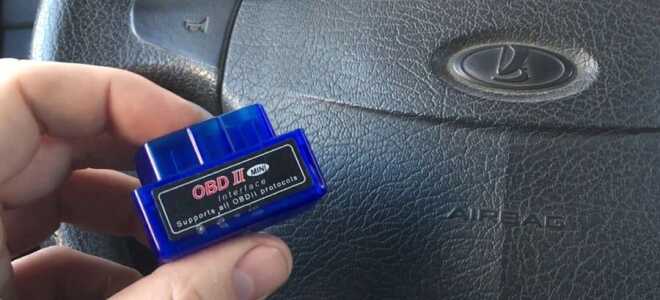 OBD II MINI
Interface
Supports all OBDII protocols
AIRBAG